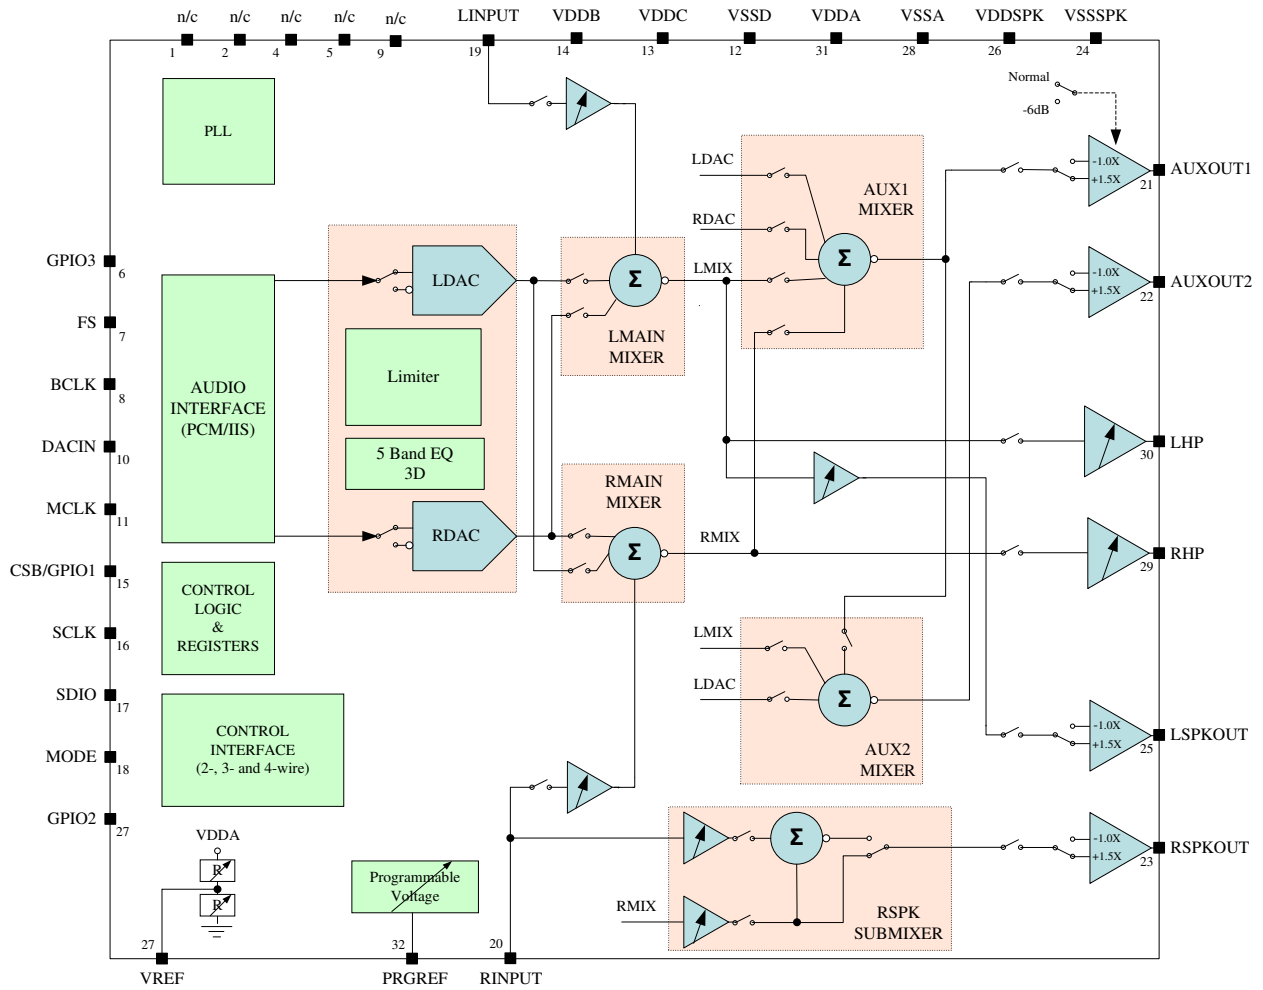 n/c n/c n/c n/c n/c LINPUT VDDB VDDC VSSD VDDA VSSA VDDSPK VSSSPK
1 2 4 5 9 19 14 13 12 31 28 26 24
Normal
-6dB
PLL
LDAC
RDAC
LMIX
AUX1
MIXER
Σ
-1.0X
+1.5X
21
AUXOUT1
-1.0X
+1.5X
22
AUXOUT2
GPIO3
6
FS
7
BCLK
8
DACIN
10
MCLK
11
CSB/GPIO1
15
SCLK
16
SDIO
17
MODE
18
GPIO2
27
AUDIO
INTERFACE
(PCM/IIS)
LDAC
Limiter
5 Band EQ
3D
RDAC
Σ
LMAIN
MIXER
RMAIN
MIXER
Σ
RMIX
30
LHP
29
RHP
CONTROL
LOGIC
&
REGISTERS
CONTROL
INTERFACE
(2-, 3- and 4-wire)
LMIX
LDAC
Σ
AUX2
MIXER
-1.0X
+1.5X
25
LSPKOUT
-1.0X
+1.5X
23
RSPKOUT
Σ
RMIX
RSPK
SUBMIXER
VDDA
R
R
Programmable
Voltage
27 32 20
VREF PRGREF RINPUT